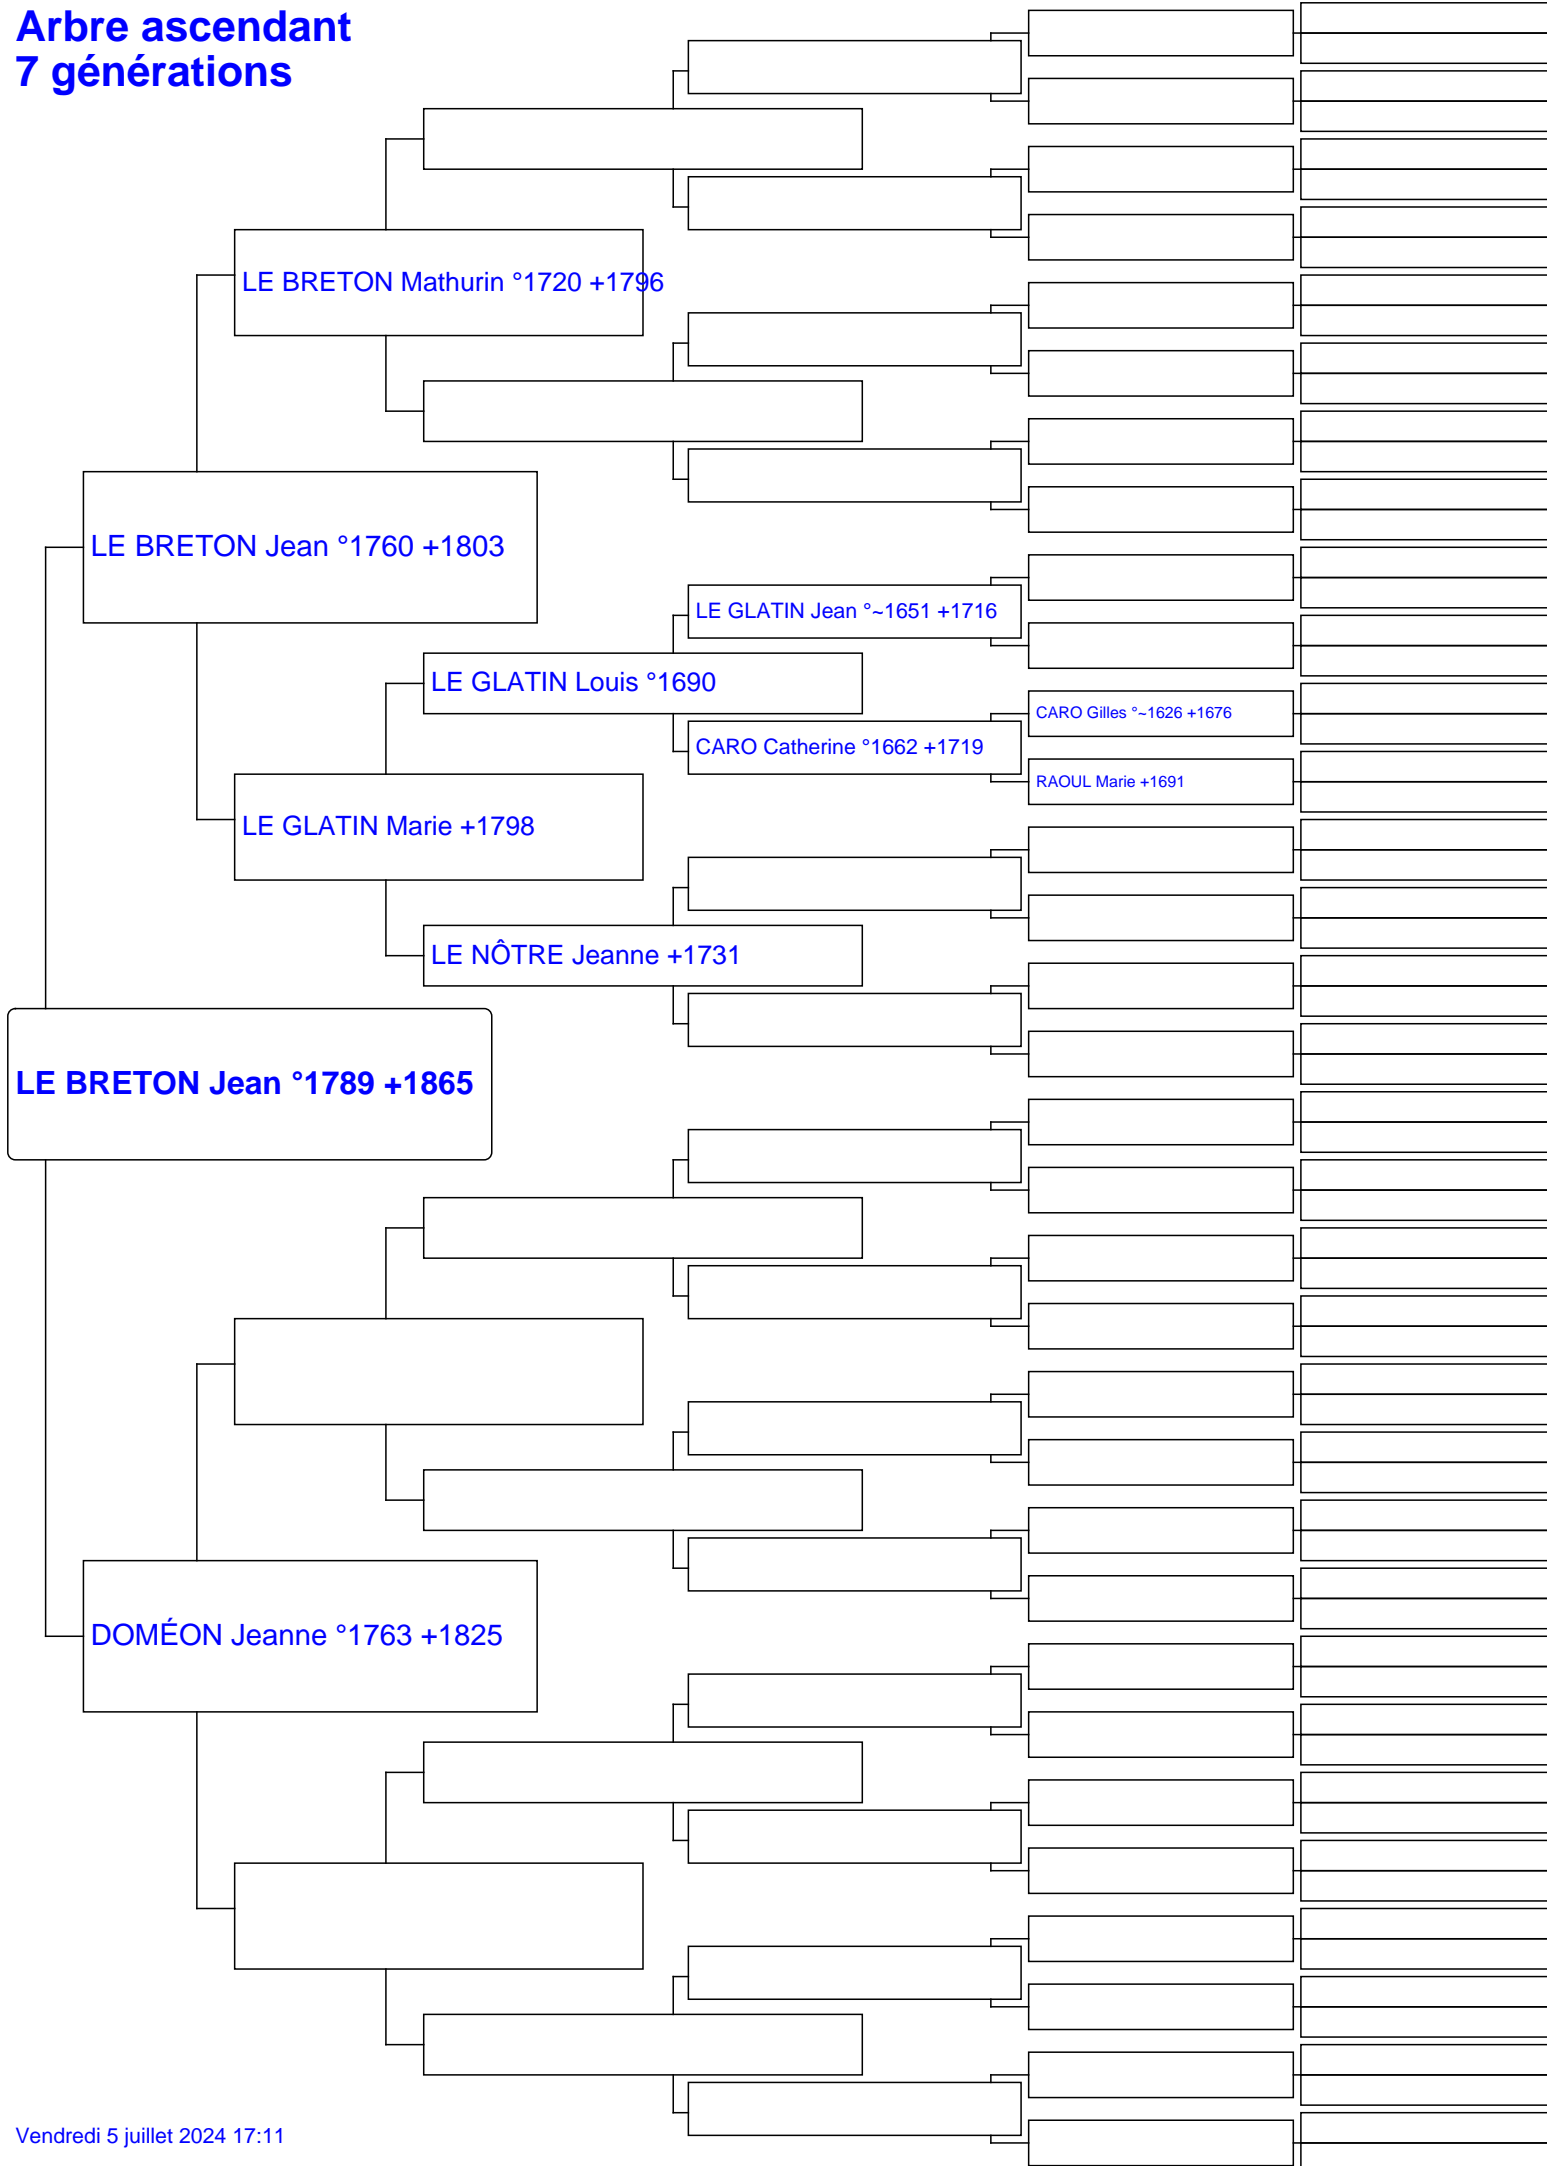 Arbre ascendant
7 générations
LE BRETON Mathurin °1720 +1796
LE BRETON Jean °1760 +1803
LE GLATIN Jean °~1651 +1716
LE GLATIN Louis °1690
CARO Gilles °~1626 +1676
CARO Catherine °1662 +1719
RAOUL Marie +1691
LE GLATIN Marie +1798
LE NÔTRE Jeanne +1731
LE BRETON Jean °1789 +1865
DOMÉON Jeanne °1763 +1825
Vendredi 5 juillet 2024 17:11